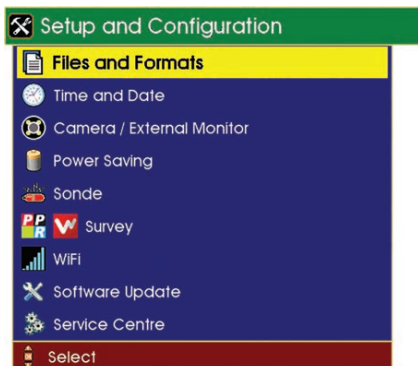 Setup and Configuration
Files and Formats
Time and Date
Camera / External Monitor
Power Saving
Sonde
PPR W Survey
WiFi
Software Update
Service Centre
Select